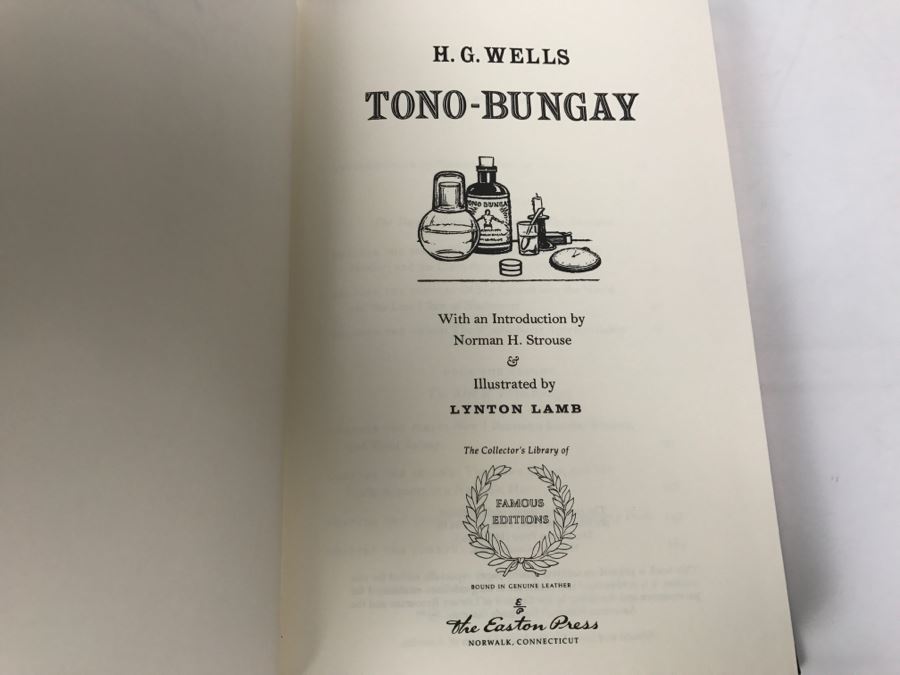 H. G. WELLS
TONO-BUNGAY
TONO BUNGAY
With an Introduction by
Norman H. Strouse
&
Illustrated by
LYNTON LAMB
The Collector's Library of
FAMOUS
EDITIONS
BOUND IN GENUINE LEATHER
E/P
The Easton Press
NORWALK, CONNECTICUT